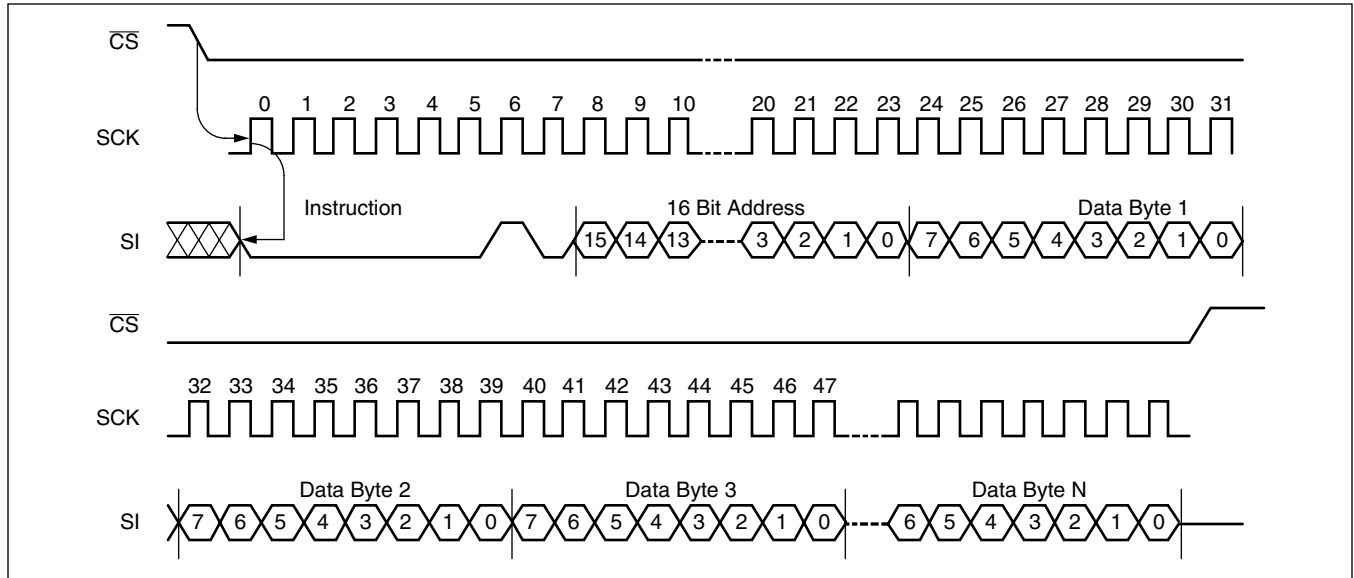 CS
0 1 2 3 4 5 6 7 8 9 10 20 21 22 23 24 25 26 27 28 29 30 31
SCK
Instruction 16 Bit Address Data Byte 1
SI 15 14 13 3 2 1 0 7 6 5 4 3 2 1 0
CS
32 33 34 35 36 37 38 39 40 41 42 43 44 45 46 47
SCK
Data Byte 2 Data Byte 3 Data Byte N
SI 7 6 5 4 3 2 1 0 7 6 5 4 3 2 1 0 6 5 4 3 2 1 0